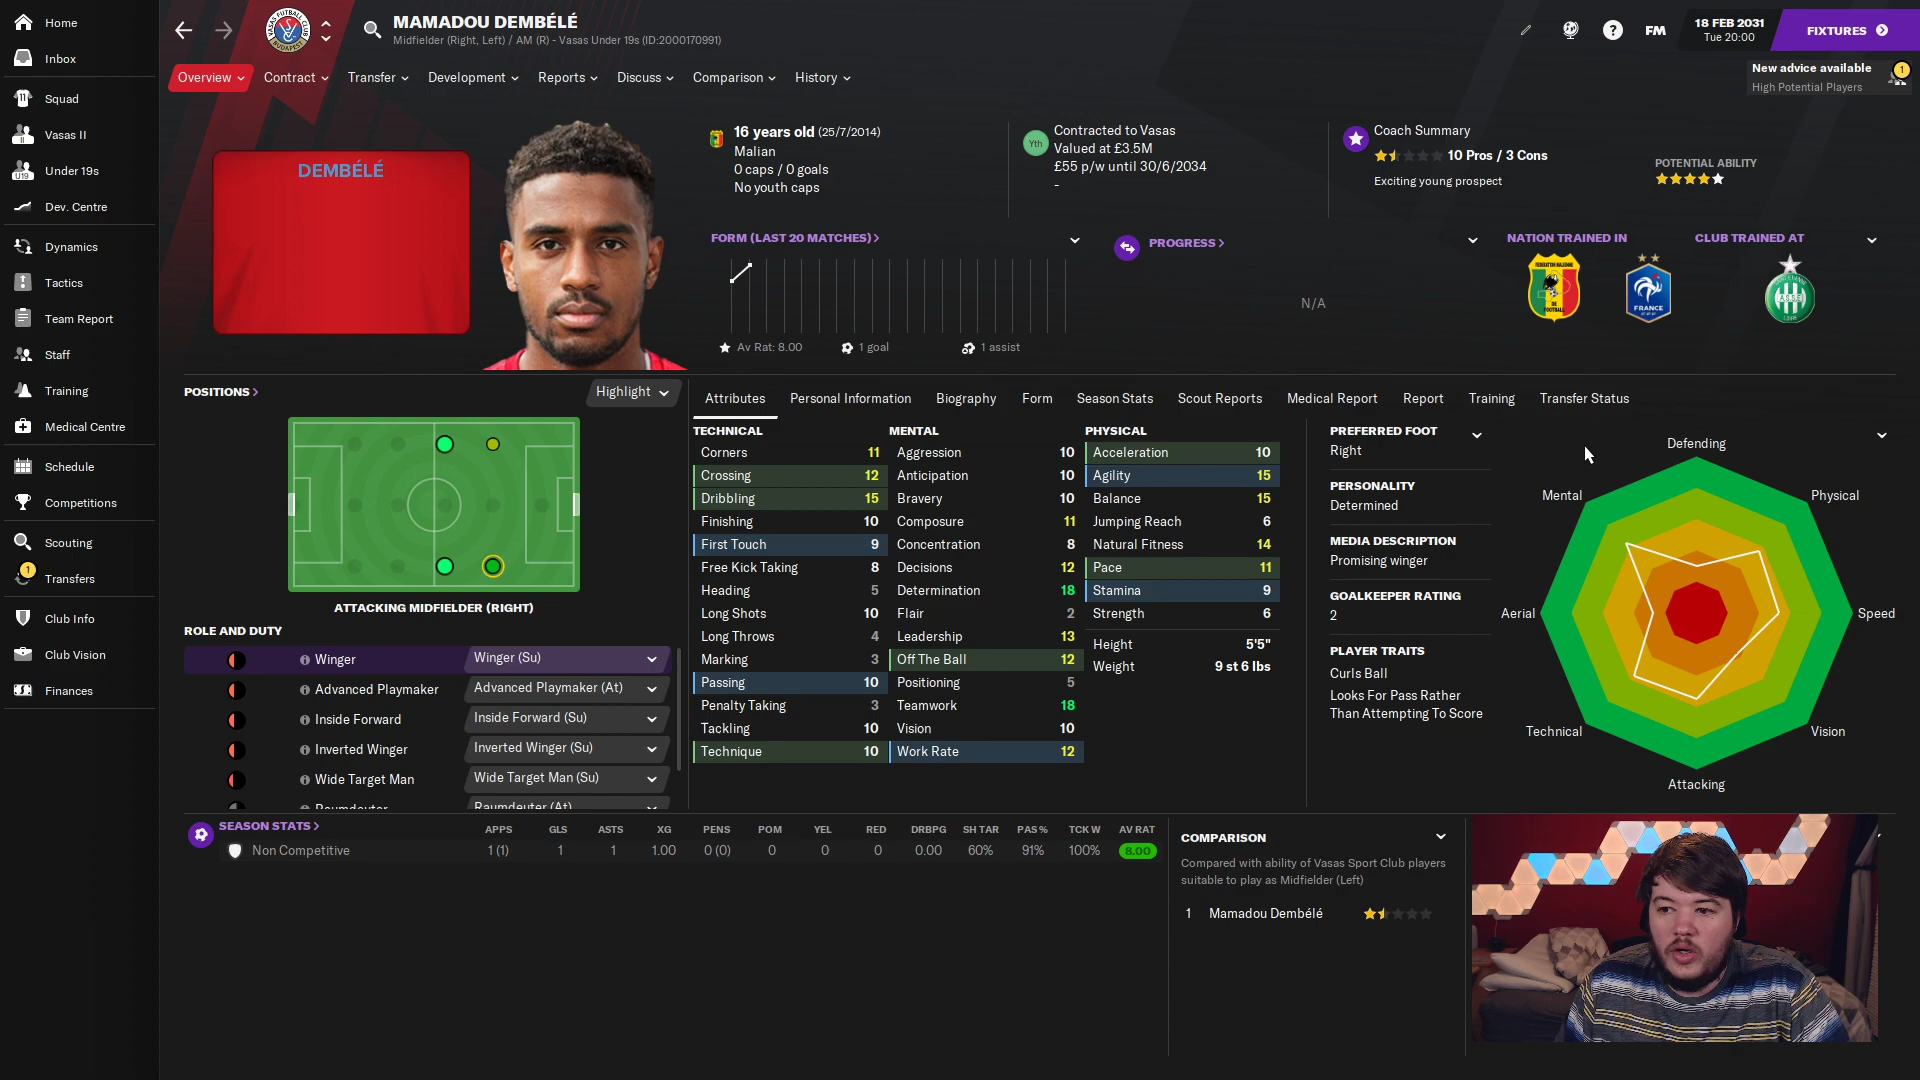 Home
Inbox
Squad
Vasas II
Under 19s
Dev. Centre
Dynamics
Tactics
Team Report
Staff
Training
Medical Centre
Schedule
Competitions
Scouting
1
Transfers
Club Info
Club Vision
Finances
MAMADOU DEMBÉLÉ
Midfielder (Right, Left) / AM (R) - Vasas Under 19s (ID:2000170991)
FM
18 FEB 2031
Tue 20:00
FIXTURES
Overview Contract Transfer Development Reports Discuss Comparison History
New advice available
High Potential Players
1
DEMBÉLÉ
16 years old (25/7/2014)
Malian
0 caps / 0 goals
No youth caps
Yth
Contracted to Vasas
Valued at £3.5M
£55 p/w until 30/6/2034
-
Coach Summary
10 Pros / 3 Cons
Exciting young prospect
POTENTIAL ABILITY
FORM (LAST 20 MATCHES)
Av Rat: 8.00 1 goal 1 assist
PROGRESS
N/A
NATION TRAINED IN
FRANCE
CLUB TRAINED AT
POSITIONS
Highlight
ATTACKING MIDFIELDER (RIGHT)
ROLE AND DUTY
Winger Winger (Su)
Advanced Playmaker Advanced Playmaker (At)
Inside Forward Inside Forward (Su)
Inverted Winger Inverted Winger (Su)
Wide Target Man Wide Target Man (Su)
Raumdeuter Raumdeuter (At)
Attributes Personal Information Biography Form Season Stats Scout Reports Medical Report Report Training Transfer Status
TECHNICAL
Corners 11
Crossing 12
Dribbling 15
Finishing 10
First Touch 9
Free Kick Taking 8
Heading 5
Long Shots 10
Long Throws 4
Marking 3
Passing 10
Penalty Taking 3
Tackling 10
Technique 10
MENTAL
Aggression 10
Anticipation 10
Bravery 10
Composure 11
Concentration 8
Decisions 12
Determination 18
Flair 2
Leadership 13
Off The Ball 12
Positioning 5
Teamwork 18
Vision 10
Work Rate 12
PHYSICAL
Acceleration 10
Agility 15
Balance 15
Jumping Reach 6
Natural Fitness 14
Pace 11
Stamina 9
Strength 6
Height 5'5"
Weight 9 st 6 lbs
PREFERRED FOOT
Right
PERSONALITY
Determined
MEDIA DESCRIPTION
Promising winger
GOALKEEPER RATING
2
PLAYER TRAITS
Curls Ball
Looks For Pass Rather
Than Attempting To Score
Defending
Mental
Physical
Aerial
Speed
Technical
Vision
Attacking
SEASON STATS APPS GLS ASTS XG PENS POM YEL RED DRBPG SH TAR PAS % TCK W AV RAT
Non Competitive 1 (1) 1 1 1.00 0 (0) 0 0 0 0.00 60% 91% 100% 8.00
COMPARISON
Compared with ability of Vasas Sport Club players
suitable to play as Midfielder (Left)
1 Mamadou Dembélé